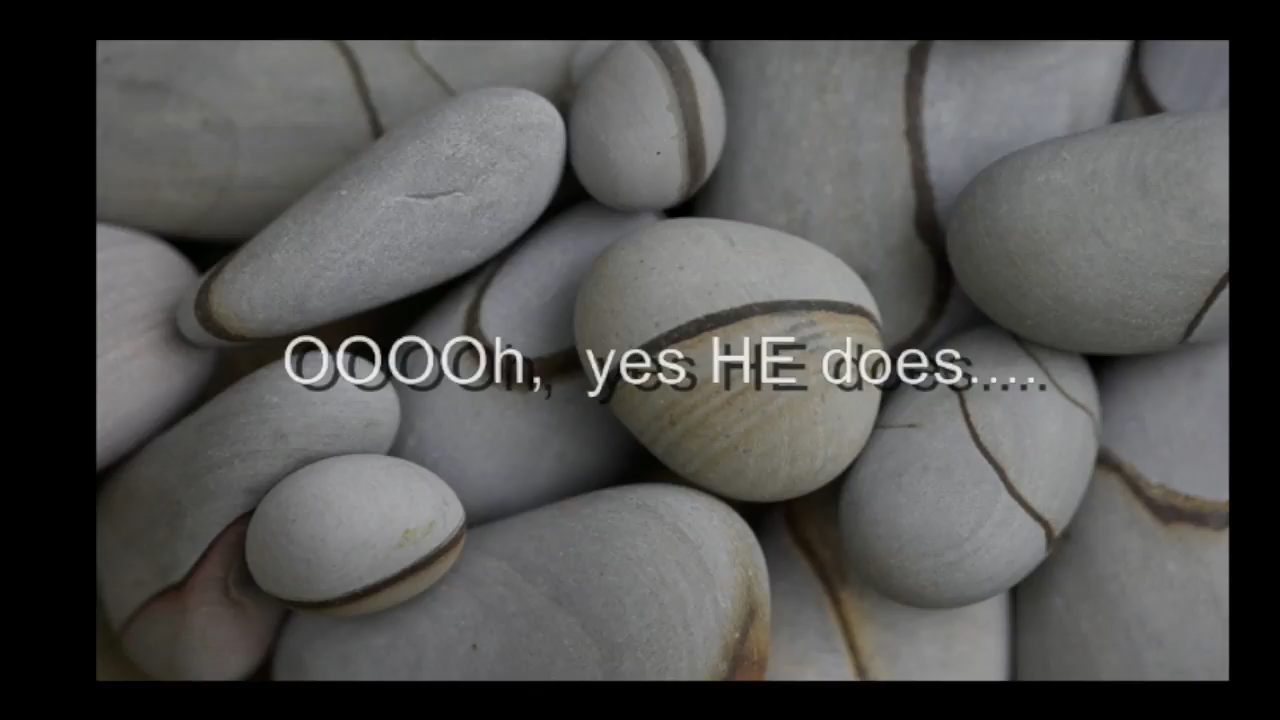 OOOOh, yes HE does.....